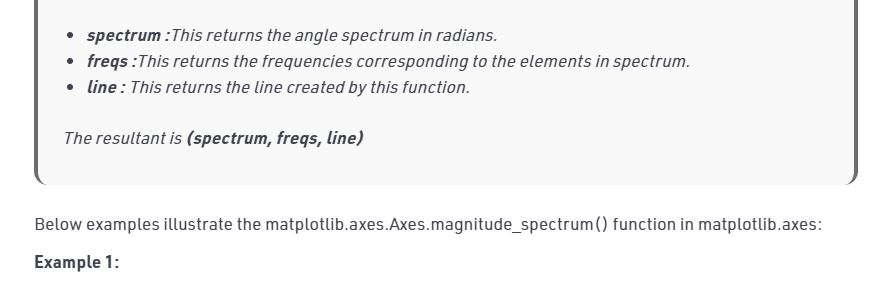 spectrum :This returns the angle spectrum in radians.
freqs :This returns the frequencies corresponding to the elements in spectrum.
line : This returns the line created by this function.
The resultant is (spectrum, freqs, line)
Below examples illustrate the matplotlib.axes.Axes.magnitude_spectrum() function in matplotlib.axes:
Example 1: